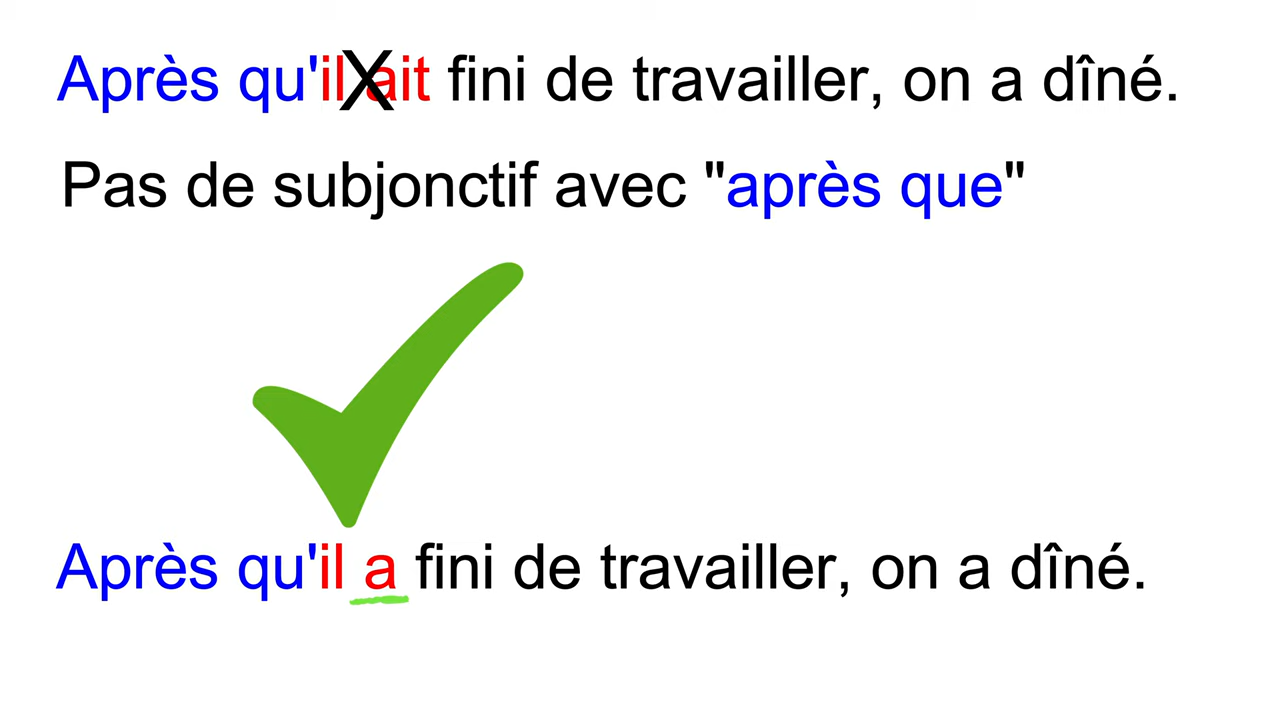 Après qu'il ait fini de travailler, on a dîné.
Pas de subjonctif avec "après que"
Après qu'il a fini de travailler, on a dîné.